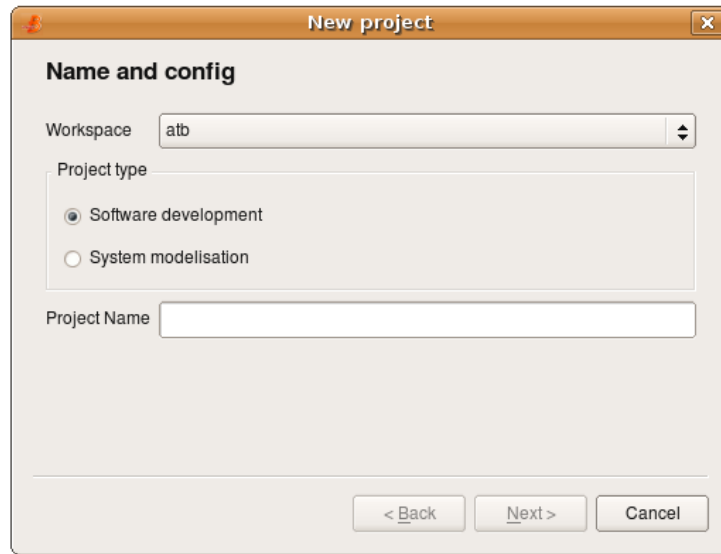 New project
Name and config
Workspace atb
Project type
Software development
System modelisation
Project Name
< Back Next > Cancel